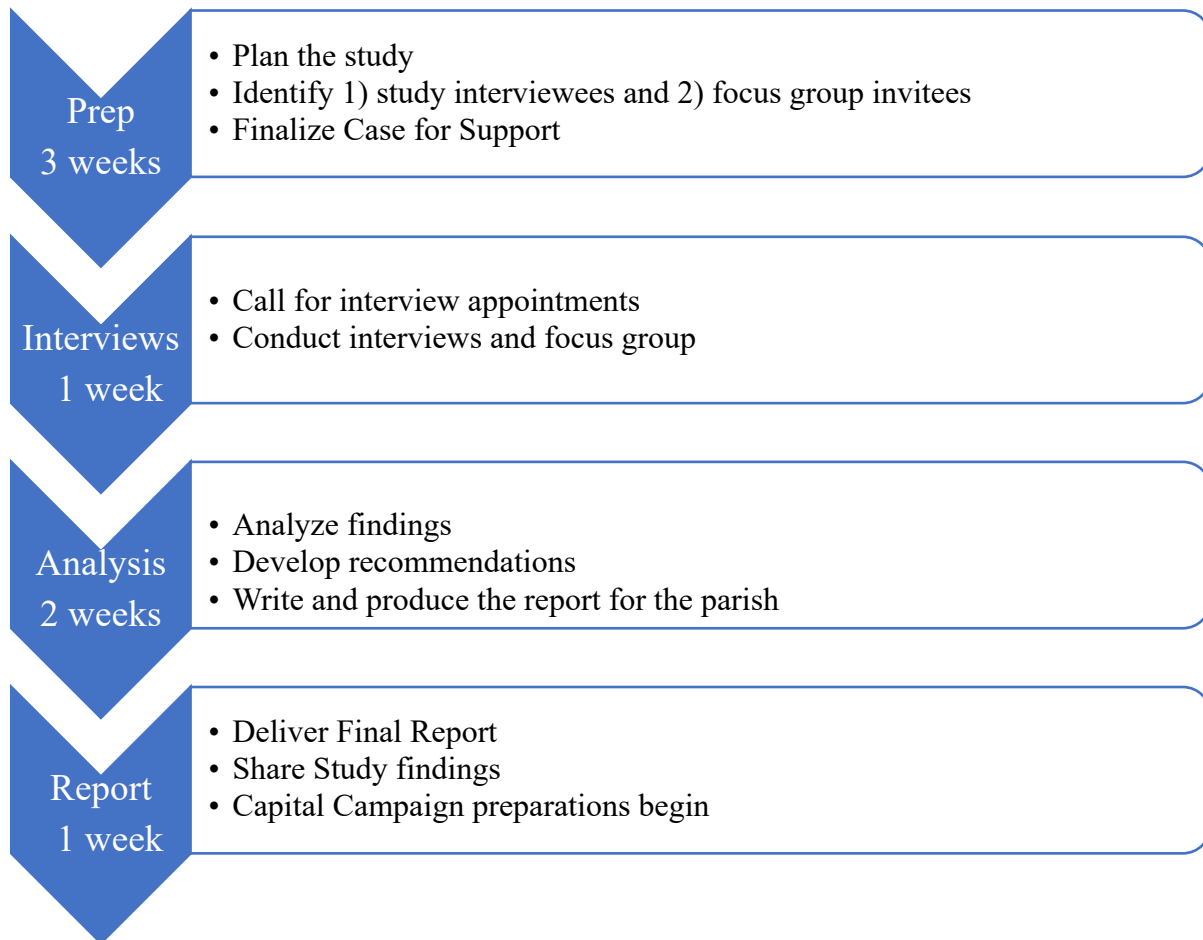 Prep
3 weeks
• Plan the study
• Identify 1) study interviewees and 2) focus group invitees
• Finalize Case for Support
Interviews
1 week
• Call for interview appointments
• Conduct interviews and focus group
Analysis
2 weeks
• Analyze findings
• Develop recommendations
• Write and produce the report for the parish
Report
1 week
• Deliver Final Report
• Share Study findings
• Capital Campaign preparations begin